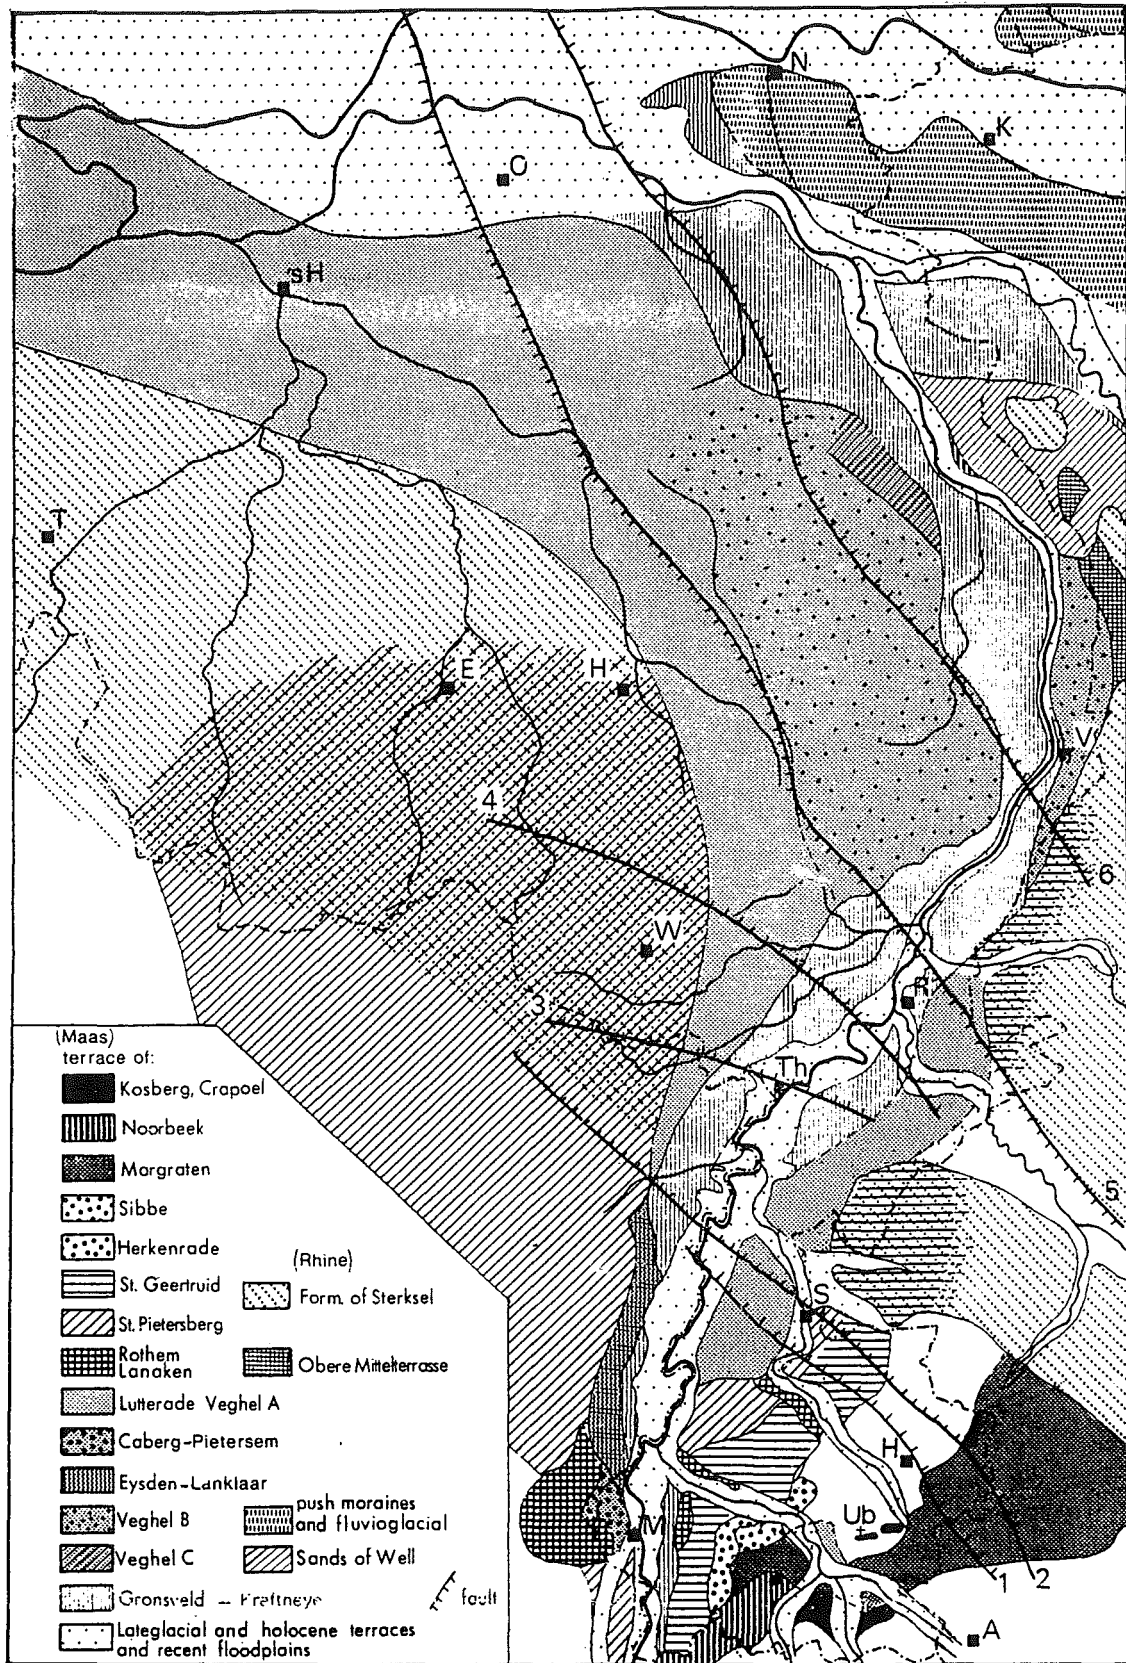 N
K
O
'sH
T
E
H
4
V
6
W
R
3
Th
5
S
H
Ub
M
1
2
A
(Maas)
terrace of:
Kosberg, Crapoel
Noorbeek
Margraten
Sibbe
Herkenrade
St. Geertruid
St. Pietersberg
Rothem
Lanaken
Lutterade Veghel A
Caberg-Pietersem
Eysden-Lanklaar
Veghel B
Veghel C
Gronsveld -
Lateglacial and holocene terraces
and recent floodplains
(Rhine)
Form. of Sterksel
Obere Mittelterrasse
push moraines
and fluvioglacial
Sands of Well
fault